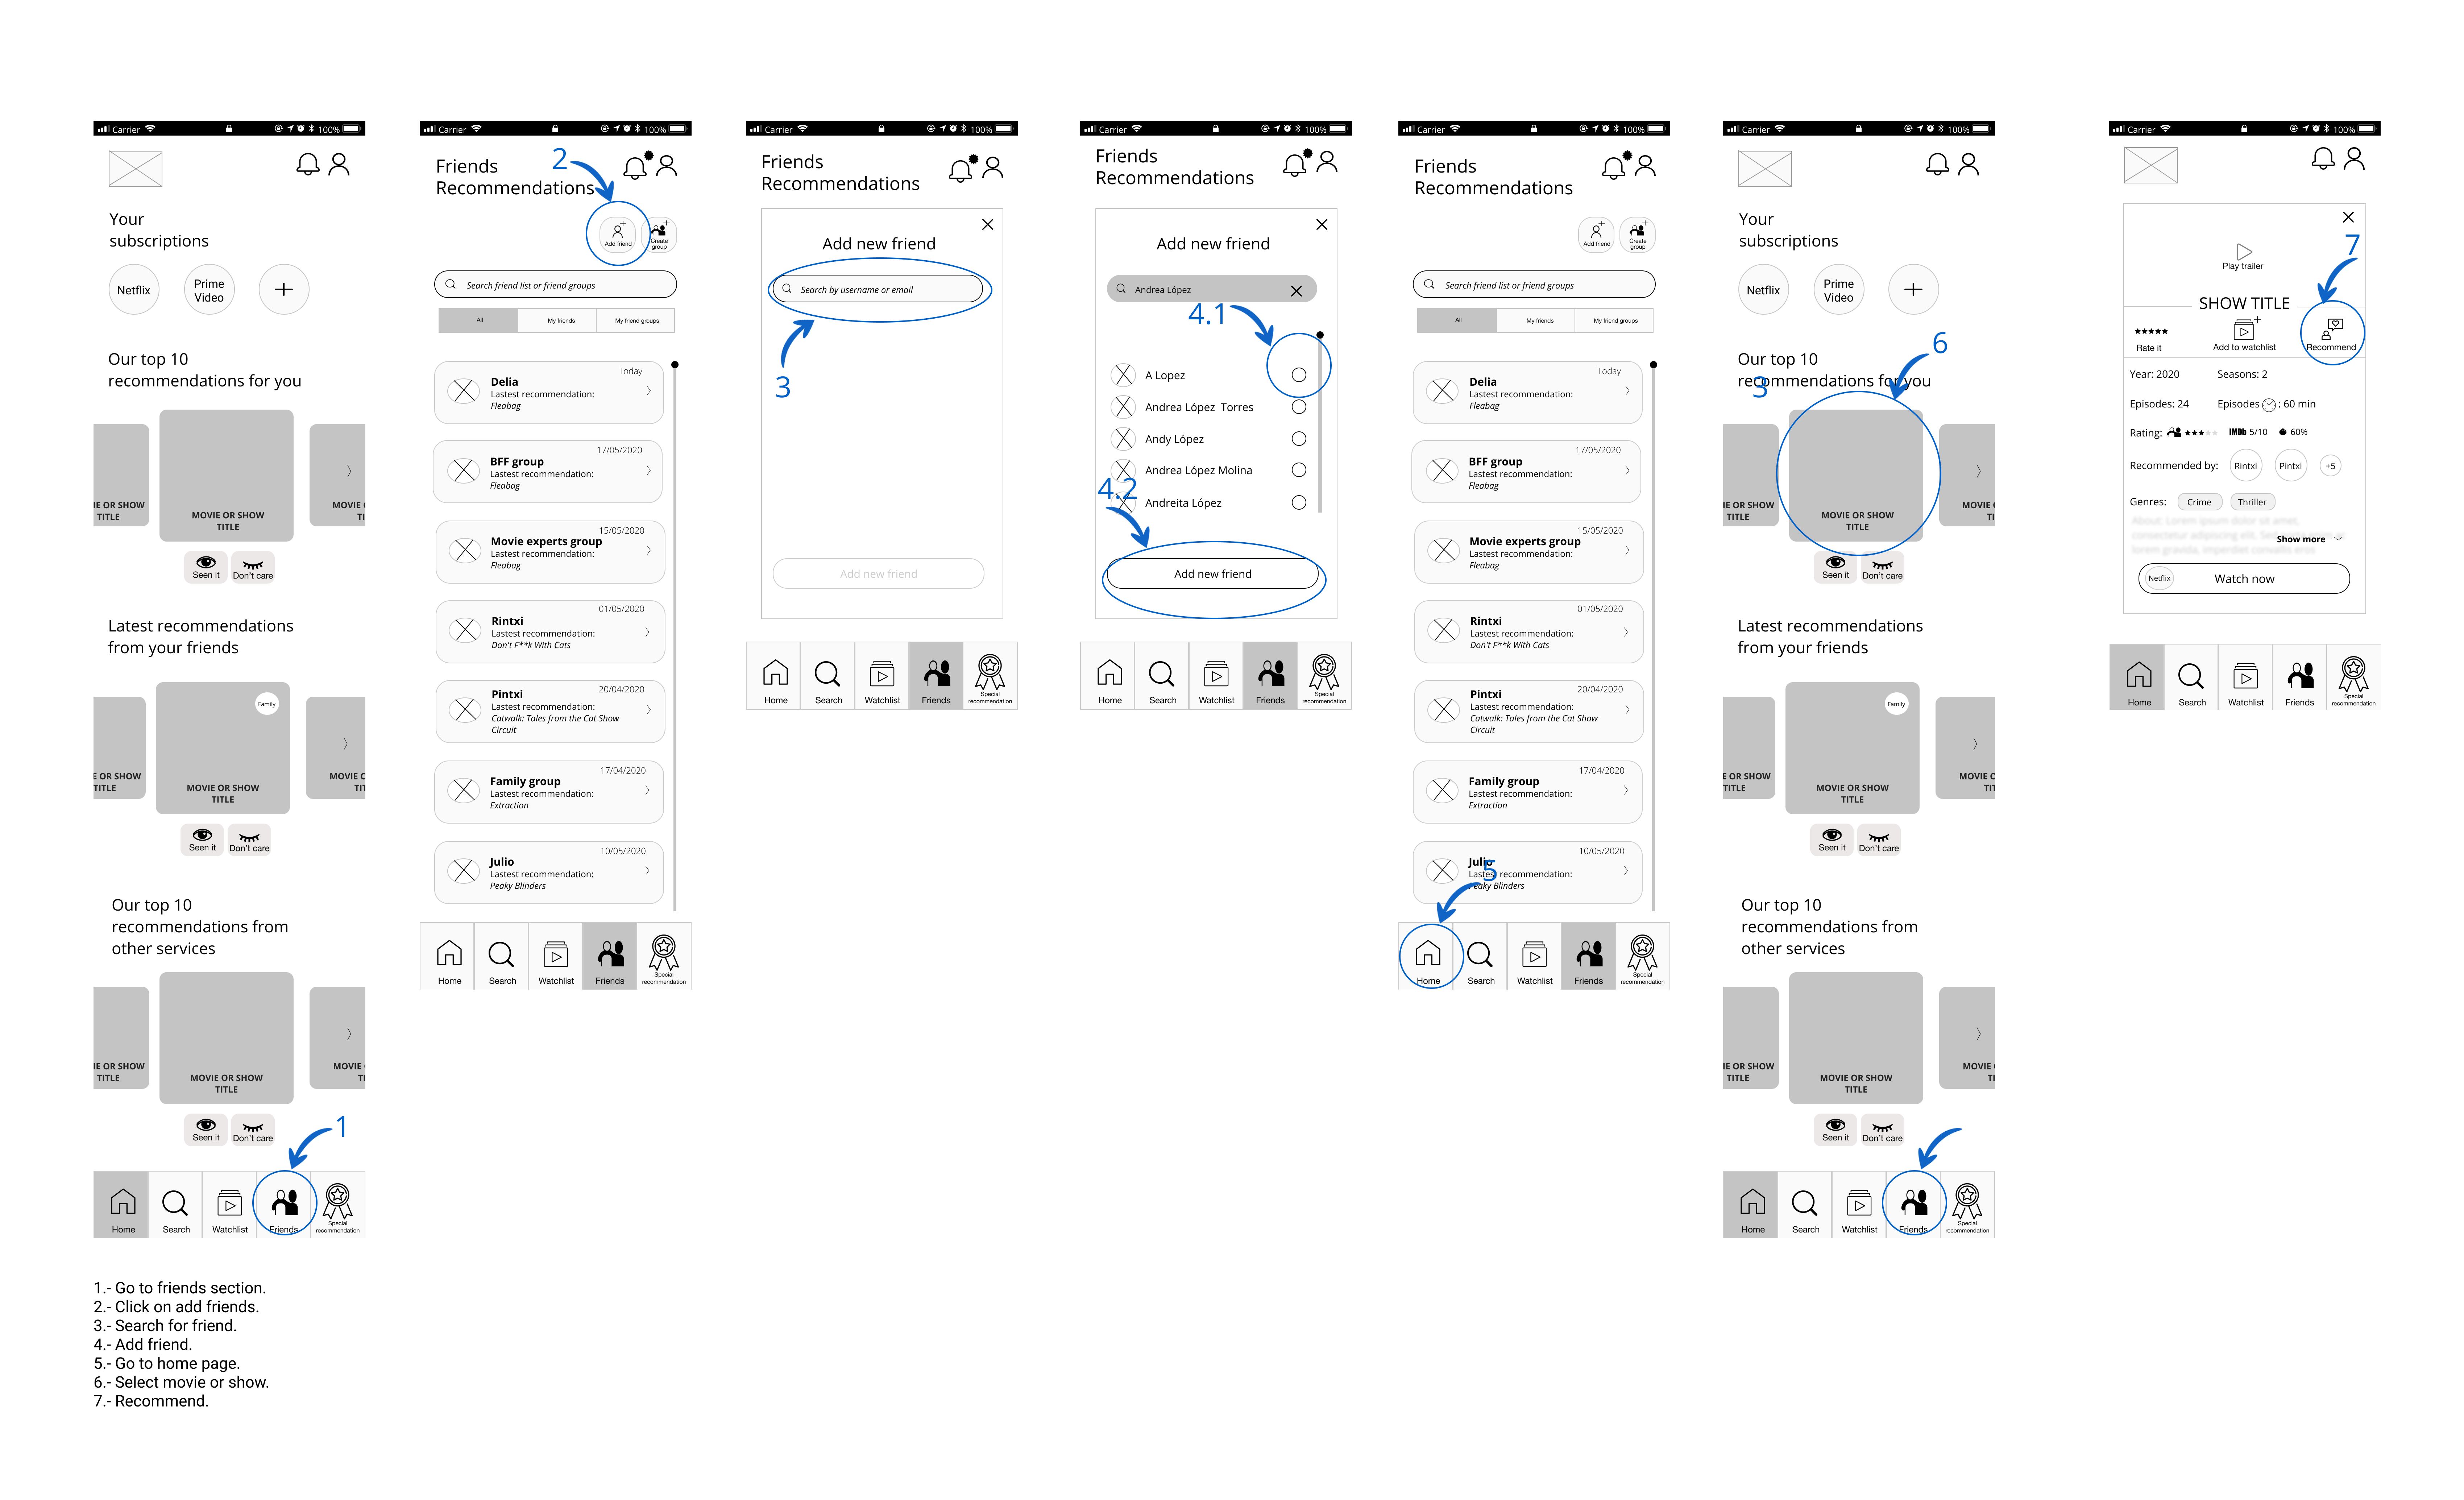 Carrier 100%
Your
subscriptions
Netflix
Prime
Video
Our top 10
recommendations for you
IE OR SHOW
TITLE
MOVIE OR SHOW
TITLE
MOVIE
TI
Seen it
Don't care
Latest recommendations
from your friends
Family
E OR SHOW
TITLE
MOVIE OR SHOW
TITLE
MOVIE
TIT
Seen it
Don't care
Our top 10
recommendations from
other services
IE OR SHOW
TITLE
MOVIE OR SHOW
TITLE
MOVIE
TI
Seen it
Don't care
1
Home
Search
Watchlist
Friends
Special
recommendation
Carrier 100%
Friends
Recommendations
2
Add friend
Create
group
Search friend list or friend groups
All
My friends
My friend groups
Today
Delia
Lastest recommendation:
Fleabag
17/05/2020
BFF group
Lastest recommendation:
Fleabag
15/05/2020
Movie experts group
Lastest recommendation:
Fleabag
01/05/2020
Rintxi
Lastest recommendation:
Don't F**k With Cats
20/04/2020
Pintxi
Lastest recommendation:
Catwalk: Tales from the Cat Show
Circuit
17/04/2020
Family group
Lastest recommendation:
Extraction
10/05/2020
Julio
Lastest recommendation:
Peaky Blinders
Home
Search
Watchlist
Friends
Special
recommendation
Carrier 100%
Friends
Recommendations
Add new friend
Search by username or email
3
Add new friend
Home
Search
Watchlist
Friends
Special
recommendation
Carrier 100%
Friends
Recommendations
Add new friend
Andrea López
4.1
A Lopez
Andrea López Torres
Andy López
Andrea López Molina
4.2
Andreita López
Add new friend
Home
Search
Watchlist
Friends
Special
recommendation
Carrier 100%
Friends
Recommendations
Add friend
Create
group
Search friend list or friend groups
All
My friends
My friend groups
Today
Delia
Lastest recommendation:
Fleabag
17/05/2020
BFF group
Lastest recommendation:
Fleabag
15/05/2020
Movie experts group
Lastest recommendation:
Fleabag
01/05/2020
Rintxi
Lastest recommendation:
Don't F**k With Cats
20/04/2020
Pintxi
Lastest recommendation:
Catwalk: Tales from the Cat Show
Circuit
17/04/2020
Family group
Lastest recommendation:
Extraction
10/05/2020
Julio
Lastest recommendation:
Peaky Blinders
5
Home
Search
Watchlist
Friends
Special
recommendation
Carrier 100%
Your
subscriptions
Netflix
Prime
Video
6
Our top 10
recommendations for you
3
IE OR SHOW
TITLE
MOVIE OR SHOW
TITLE
MOVIE
TI
Seen it
Don't care
Latest recommendations
from your friends
Family
E OR SHOW
TITLE
MOVIE OR SHOW
TITLE
MOVIE
TIT
Seen it
Don't care
Our top 10
recommendations from
other services
IE OR SHOW
TITLE
MOVIE OR SHOW
TITLE
MOVIE
TI
Seen it
Don't care
Home
Search
Watchlist
Friends
Special
recommendation
Carrier 100%
7
Play trailer
SHOW TITLE
Rate it
Add to watchlist
Recommend
Year: 2020 Seasons: 2
Episodes: 24 Episodes : 60 min
Rating: IMDb 5/10 60%
Recommended by: Rintxi Pintxi +5
Genres: Crime Thriller
About: Lorem ipsum dolor sit amet,
consectetur adipiscing elit.
Show more
lorem gravida, imperdiet convallis erat
Netflix Watch now
Home
Search
Watchlist
Friends
Special
recommendation
1.- Go to friends section.
2.- Click on add friends.
3.- Search for friend.
4.- Add friend.
5.- Go to home page.
6.- Select movie or show.
7.- Recommend.